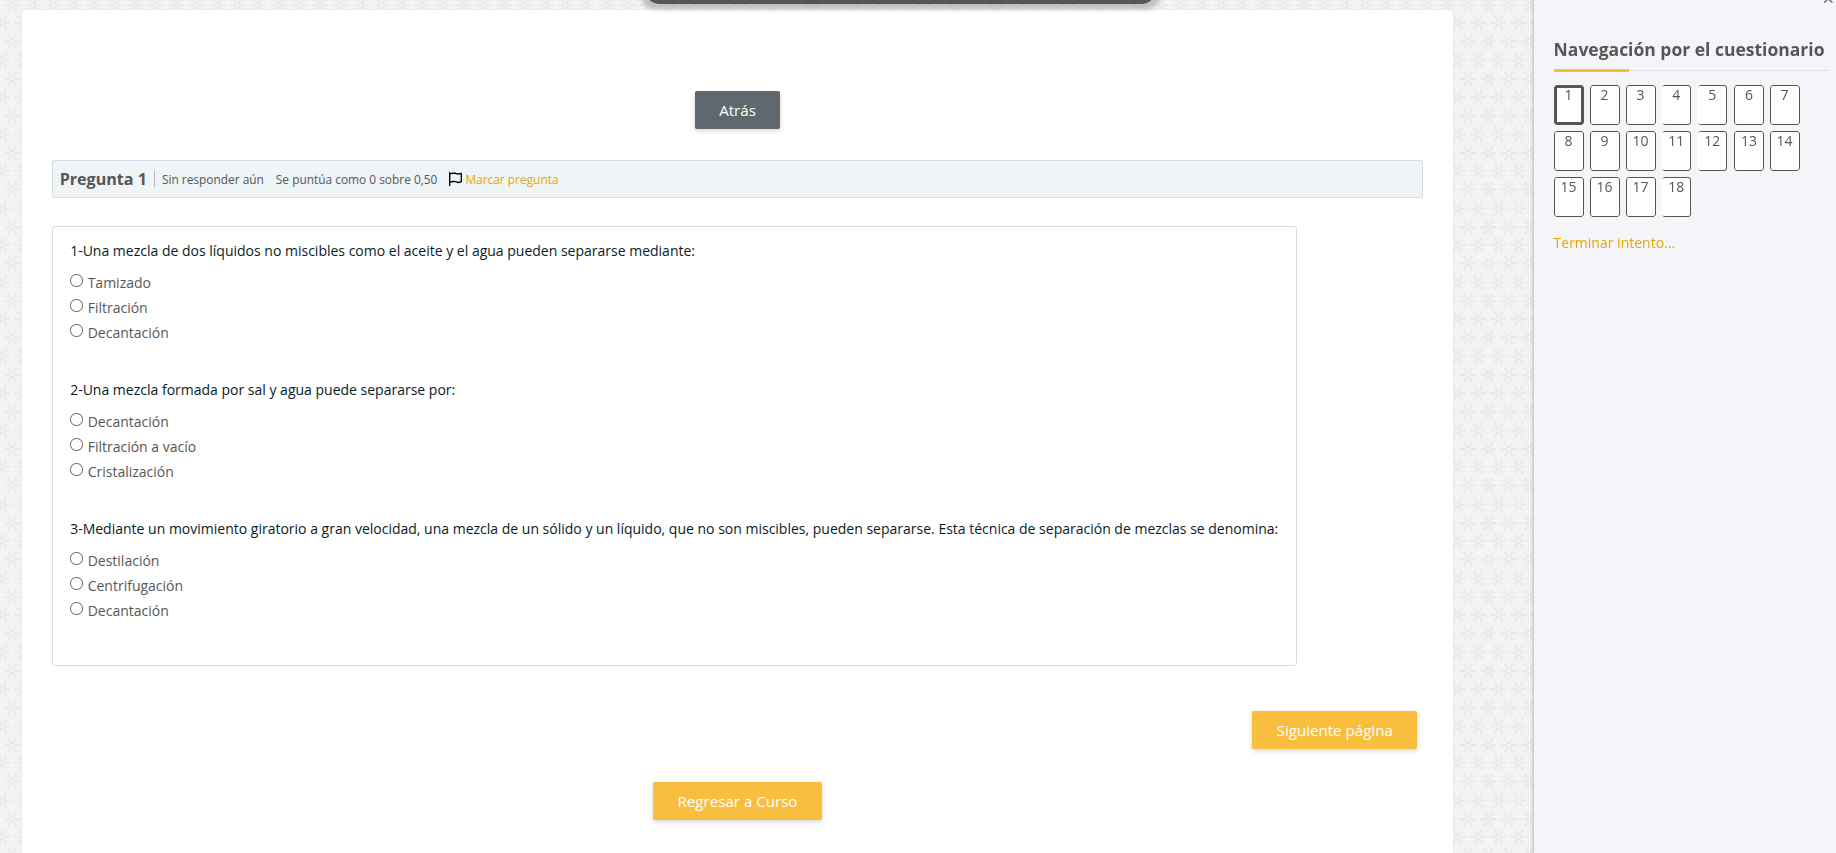 Atrás
Pregunta 1 Sin responder aún Se puntúa como 0 sobre 0,50 Marcar pregunta
1-Una mezcla de dos líquidos no miscibles como el aceite y el agua pueden separarse mediante:
Tamizado
Filtración
Decantación
2-Una mezcla formada por sal y agua puede separarse por:
Decantación
Filtración a vacío
Cristalización
3-Mediante un movimiento giratorio a gran velocidad, una mezcla de un sólido y un líquido, que no son miscibles, pueden separarse. Esta técnica de separación de mezclas se denomina:
Destilación
Centrifugación
Decantación
Siguiente página
Regresar a Curso
Navegación por el cuestionario
1 2 3 4 5 6 7
8 9 10 11 12 13 14
15 16 17 18
Terminar intento...